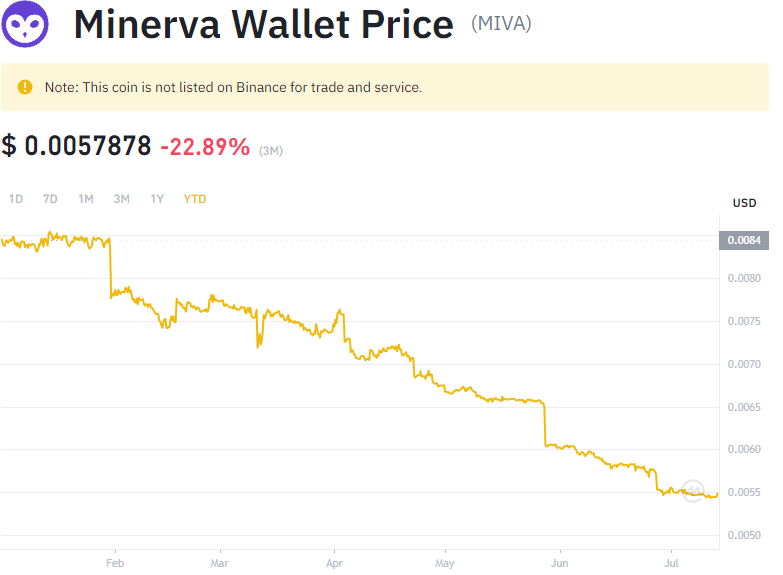 Minerva Wallet Price (MIVA)
Note: This coin is not listed on Binance for trade and service.
$ 0.0057878 -22.89% (3M)
1D 7D 1M 3M 1Y YTD
USD
0.0084
0.0080
0.0075
0.0070
0.0065
0.0060
0.0055
0.0050
Feb Mar Apr May Jun Jul